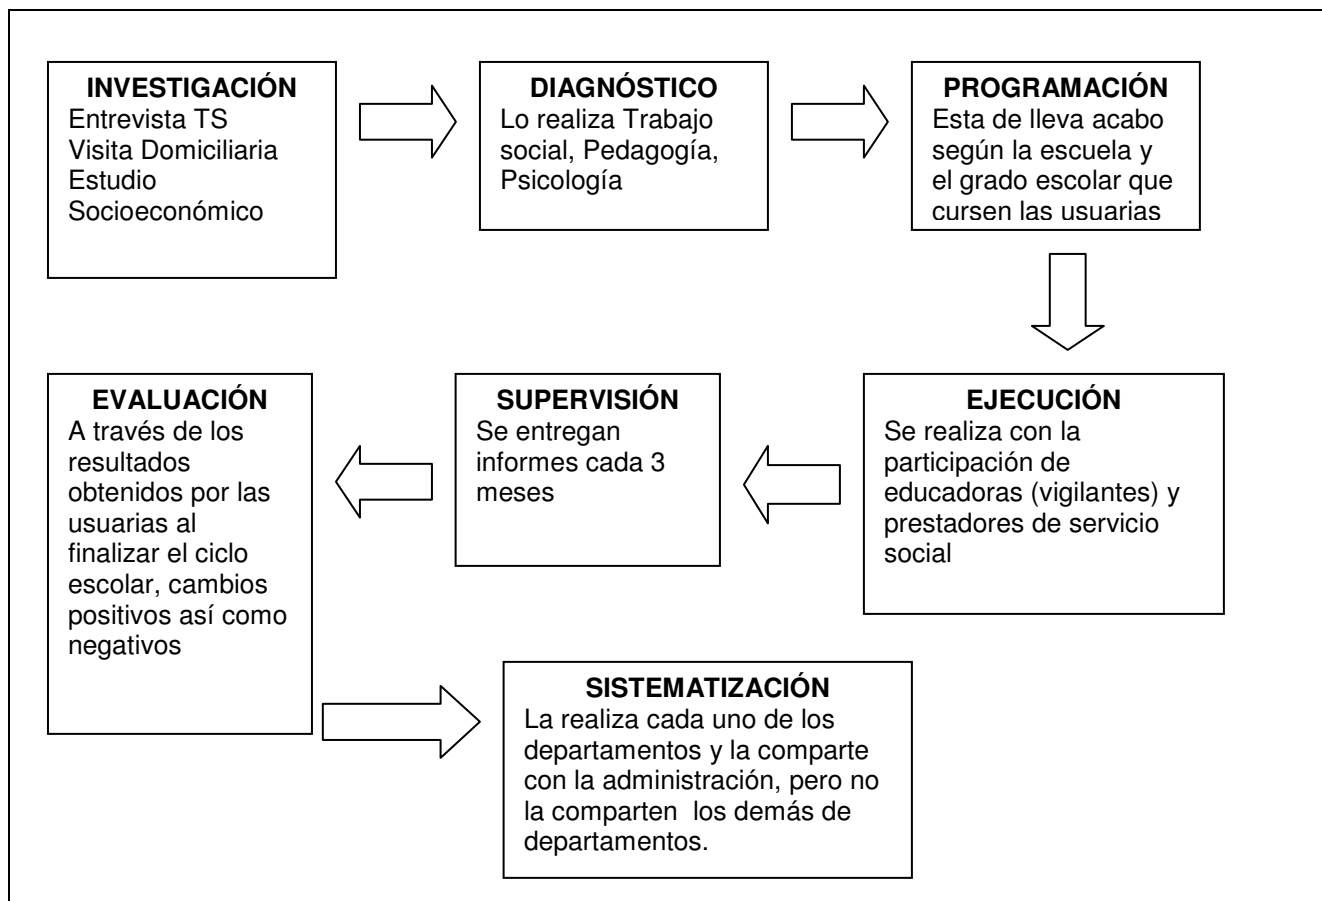 INVESTIGACIÓN
Entrevista TS
Visita Domiciliaria
Estudio
Socioeconómico
DIAGNÓSTICO
Lo realiza Trabajo
social, Pedagogía,
Psicología
PROGRAMACIÓN
Esta de lleva acabo
según la escuela y
el grado escolar que
cursen las usuarias
EJECUCIÓN
Se realiza con la
participación de
educadoras (vigilantes) y
prestadores de servicio
social
SUPERVISIÓN
Se entregan
informes cada 3
meses
EVALUACIÓN
A través de los
resultados
obtenidos por las
usuarias al
finalizar el ciclo
escolar, cambios
positivos así como
negativos
SISTEMATIZACIÓN
La realiza cada uno de los
departamentos y la comparte
con la administración, pero no
la comparten  los demás de
departamentos.